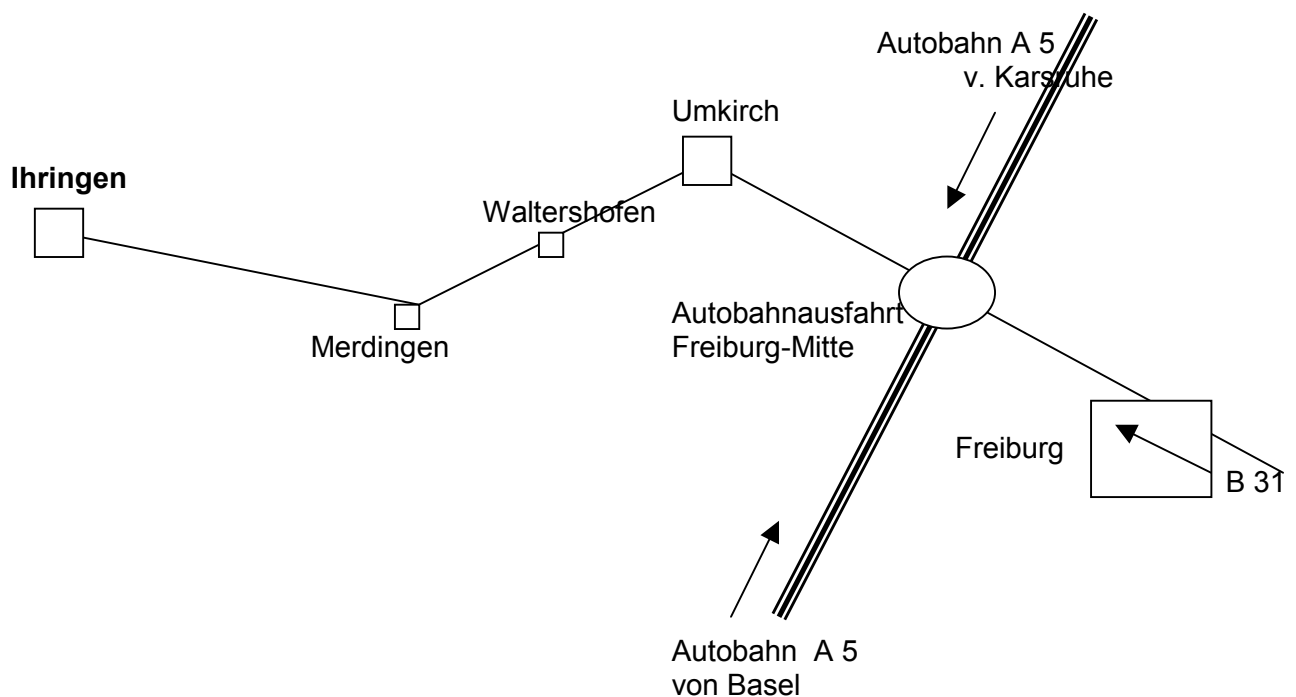 Autobahn A 5
v. Karsruhe
Umkirch
Ihringen
Waltershofen
Autobahnausfahrt
Freiburg-Mitte
Merdingen
Freiburg
B 31
Autobahn A 5
von Basel